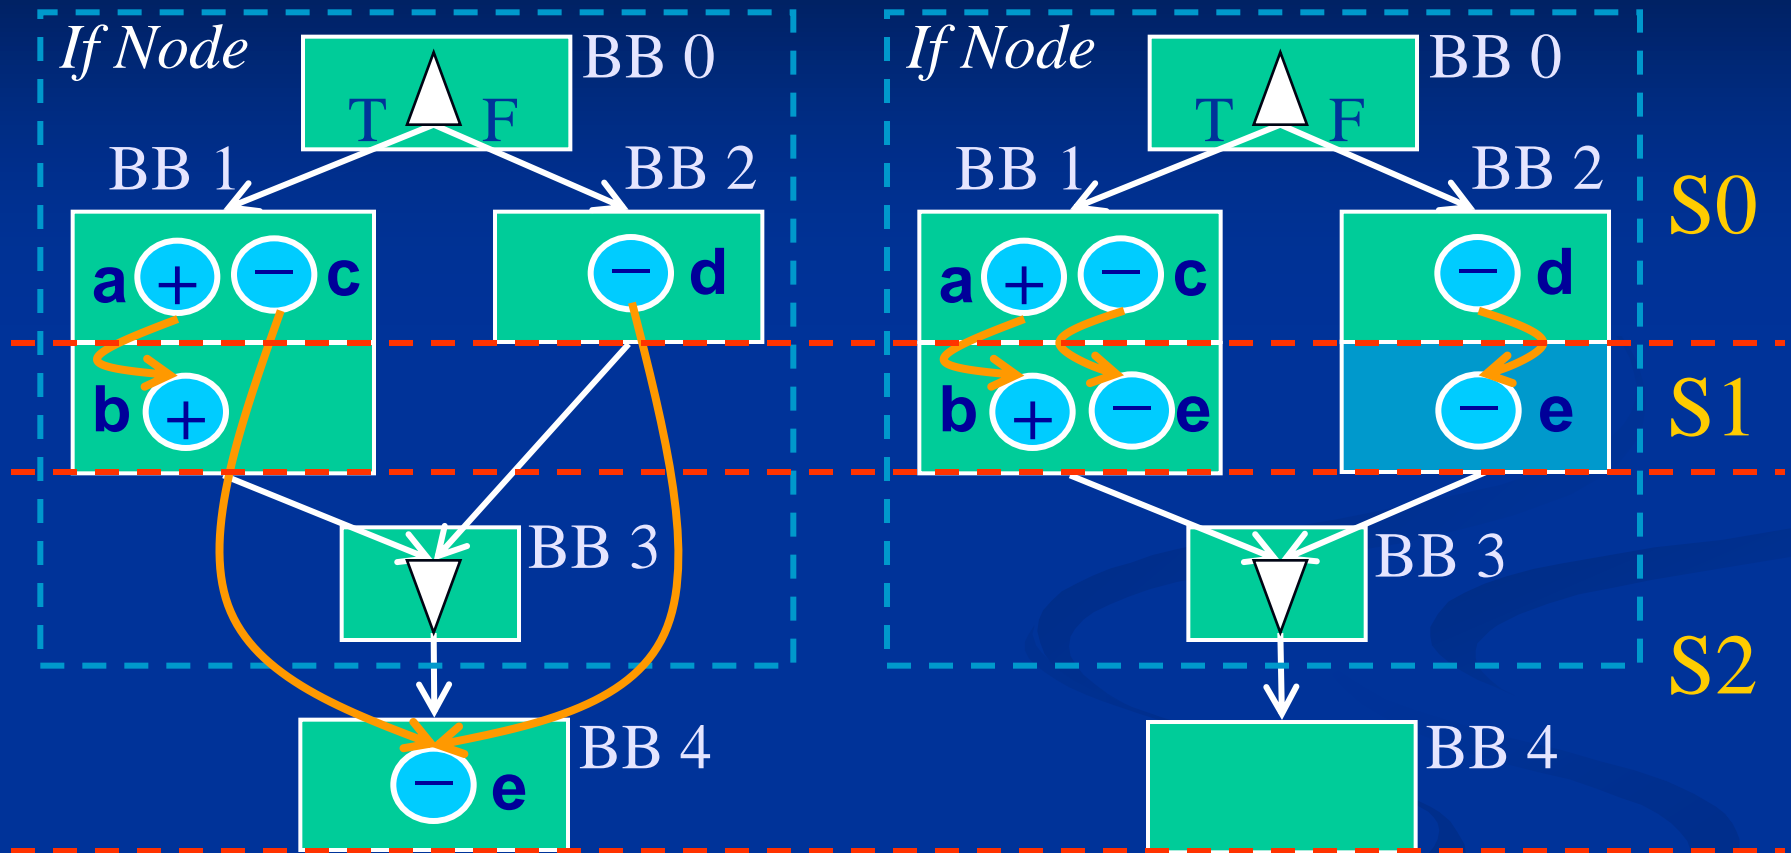 If Node
BB 0
T F
BB 1
BB 2
a + − c
− d
b +
BB 3
BB 4
− e
If Node
BB 0
T F
BB 1
BB 2
a + − c
− d
b + − e
− e
BB 3
BB 4
S0
S1
S2